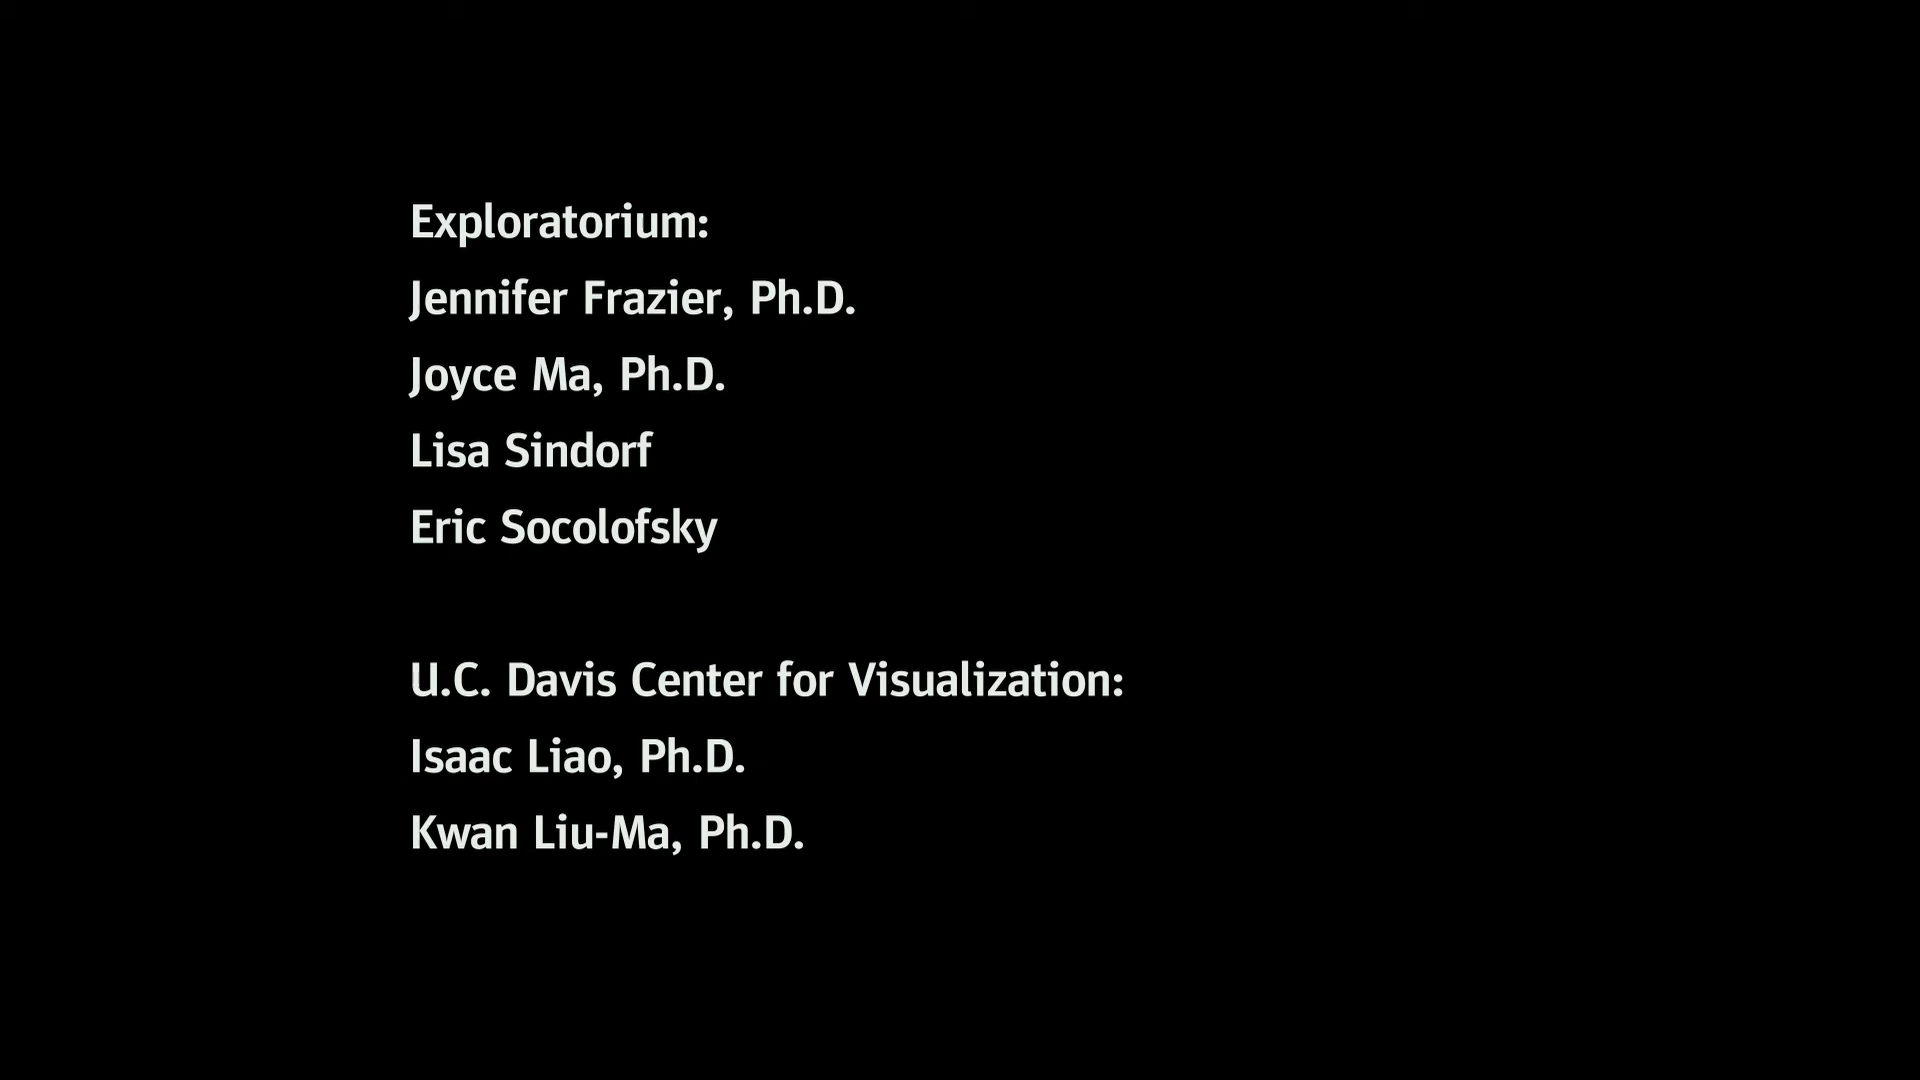 Exploratorium:
Jennifer Frazier, Ph.D.
Joyce Ma, Ph.D.
Lisa Sindorf
Eric Socolofsky
U.C. Davis Center for Visualization:
Isaac Liao, Ph.D.
Kwan Liu-Ma, Ph.D.